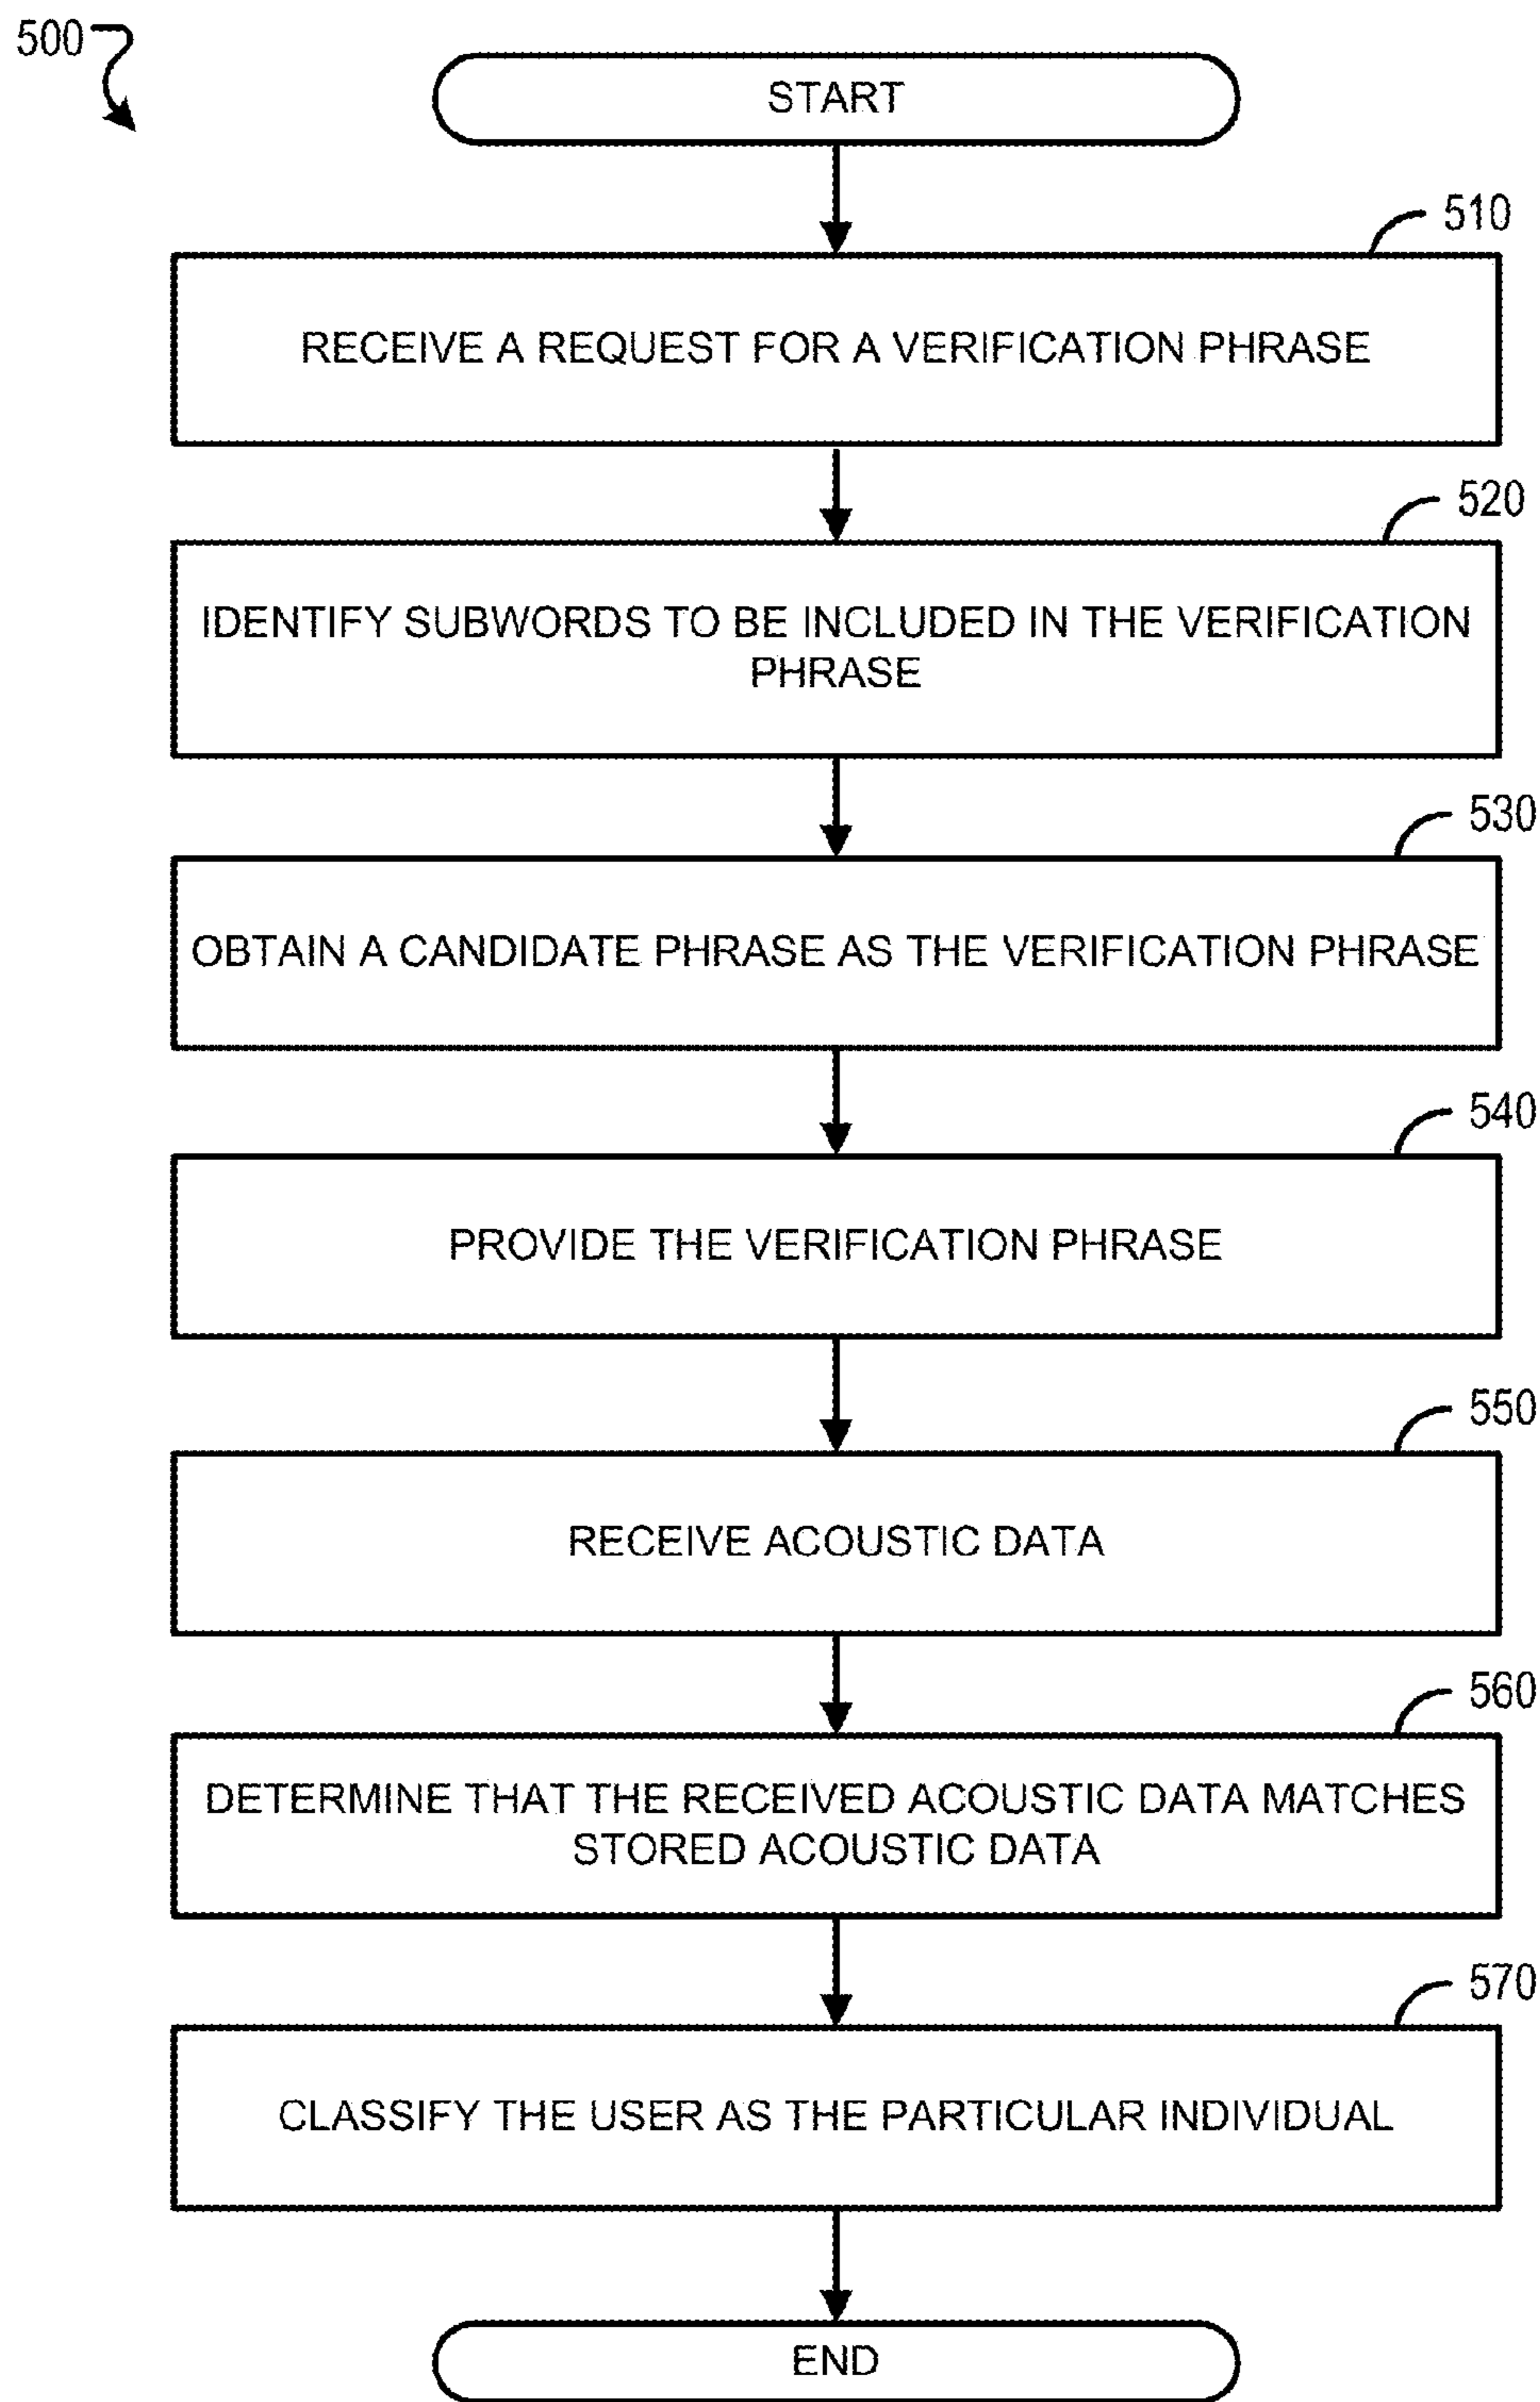 500
START
510
RECEIVE A REQUEST FOR A VERIFICATION PHRASE
520
IDENTIFY SUBWORDS TO BE INCLUDED IN THE VERIFICATION
PHRASE
530
OBTAIN A CANDIDATE PHRASE AS THE VERIFICATION PHRASE
540
PROVIDE THE VERIFICATION PHRASE
550
RECEIVE ACOUSTIC DATA
560
DETERMINE THAT THE RECEIVED ACOUSTIC DATA MATCHES
STORED ACOUSTIC DATA
570
CLASSIFY THE USER AS THE PARTICULAR INDIVIDUAL
END